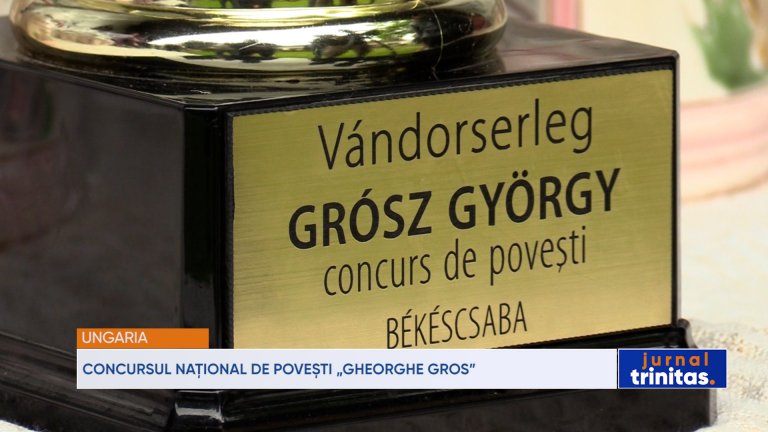 Vándorserleg
GRÓSZ GYÖRGY
concurs de povești
BÉKÉSCSABA
UNGARIA
CONCURSUL NAȚIONAL DE POVEȘTI „GHEORGHE GROS”
jurnal
trinitas.